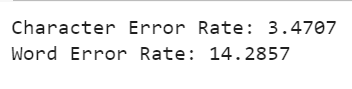 Character Error Rate: 3.4707
Word Error Rate: 14.2857